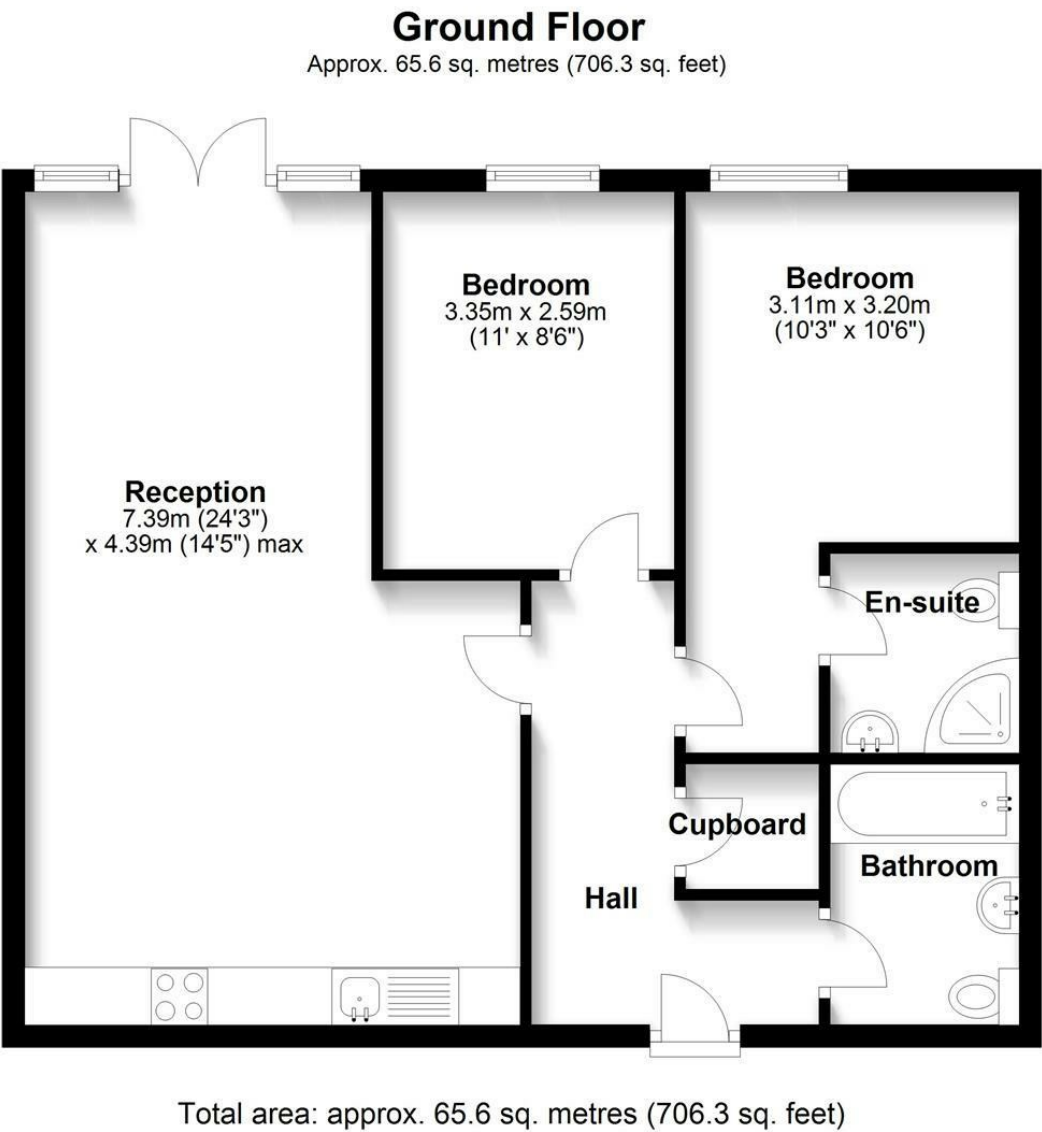 Ground Floor
Approx. 65.6 sq. metres (706.3 sq. feet)
Bedroom
3.35m x 2.59m
(11' x 8'6")
Bedroom
3.11m x 3.20m
(10'3" x 10'6")
Reception
7.39m (24'3")
x 4.39m (14'5") max
En-suite
Cupboard
Bathroom
Hall
Total area: approx. 65.6 sq. metres (706.3 sq. feet)